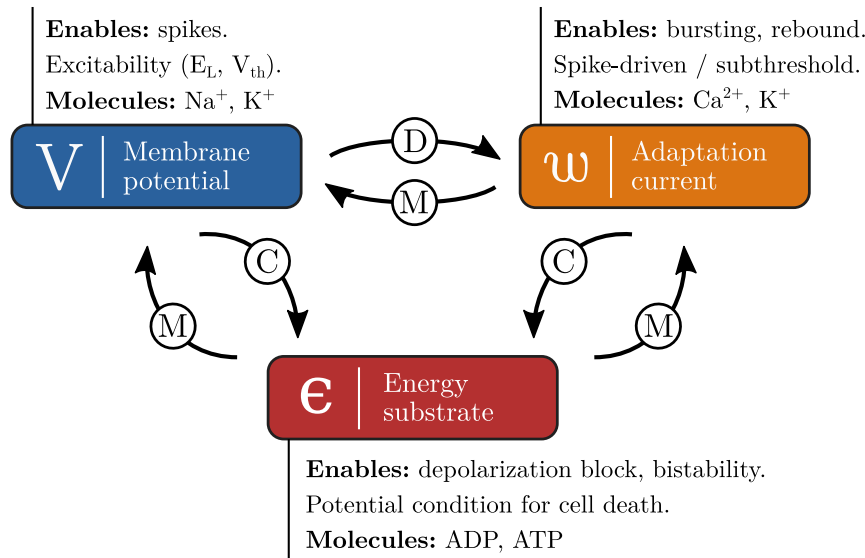 Enables: spikes.
Excitability (E_L, V_th).
Molecules: Na⁺, K⁺
V
Membrane
potential
Enables: bursting, rebound.
Spike-driven / subthreshold.
Molecules: Ca²⁺, K⁺
w
Adaptation
current
D
M
C
C
M
M
ϵ
Energy
substrate
Enables: depolarization block, bistability.
Potential condition for cell death.
Molecules: ADP, ATP